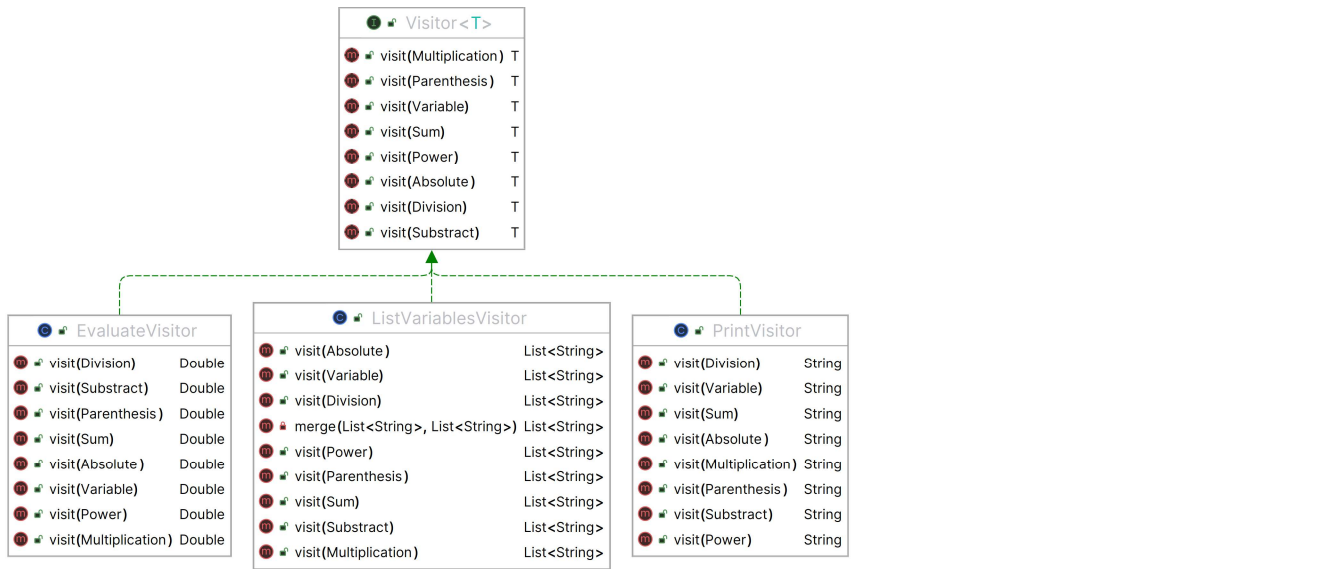 Visitor<T>
visit(Multiplication) T
visit(Parenthesis) T
visit(Variable) T
visit(Sum) T
visit(Power) T
visit(Absolute) T
visit(Division) T
visit(Substract) T
EvaluateVisitor
visit(Division) Double
visit(Substract) Double
visit(Parenthesis) Double
visit(Sum) Double
visit(Absolute) Double
visit(Variable) Double
visit(Power) Double
visit(Multiplication) Double
ListVariablesVisitor
visit(Absolute) List<String>
visit(Variable) List<String>
visit(Division) List<String>
merge(List<String>, List<String>) List<String>
visit(Power) List<String>
visit(Parenthesis) List<String>
visit(Sum) List<String>
visit(Substract) List<String>
visit(Multiplication) List<String>
PrintVisitor
visit(Division) String
visit(Variable) String
visit(Sum) String
visit(Absolute) String
visit(Multiplication) String
visit(Parenthesis) String
visit(Substract) String
visit(Power) String